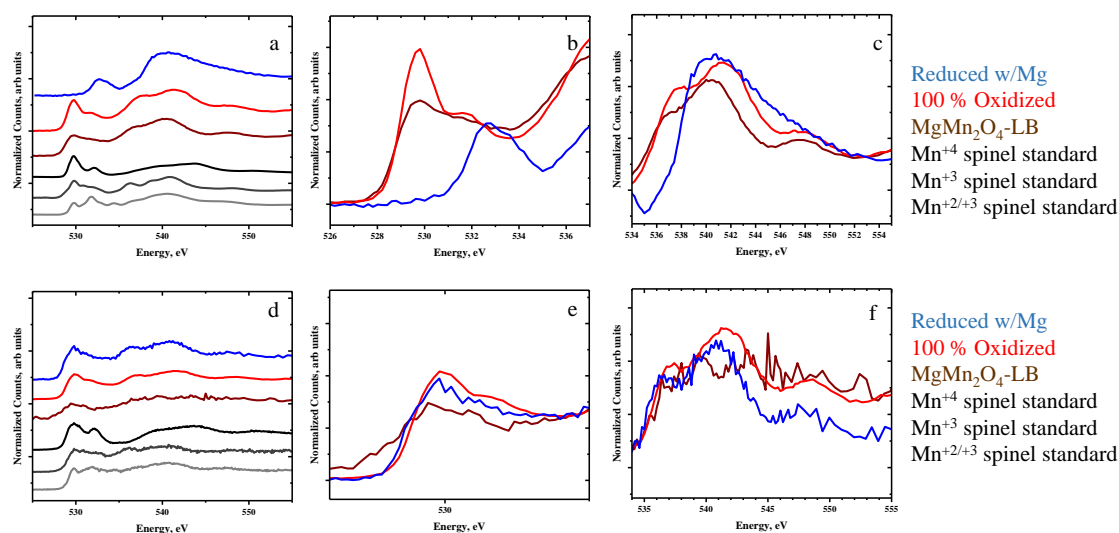 a
Normalized Counts, arb units
530 540 550
Energy, eV
b
Normalized Counts, arb units
526 528 530 532 534 536
Energy, eV
c
Normalized Counts, arb units
534 536 538 540 542 544 546 548 550 552 554
Energy, eV
Reduced w/Mg
100 % Oxidized
MgMn₂O₄-LB
Mn⁺⁴ spinel standard
Mn⁺³ spinel standard
Mn⁺²/⁺³ spinel standard
d
Normalized Counts, arb units
530 540 550
Energy, eV
e
Normalized Counts, arb units
530
Energy, eV
f
Normalized Counts, arb units
535 540 545 550 555
Energy, eV
Reduced w/Mg
100 % Oxidized
MgMn₂O₄-LB
Mn⁺⁴ spinel standard
Mn⁺³ spinel standard
Mn⁺²/⁺³ spinel standard